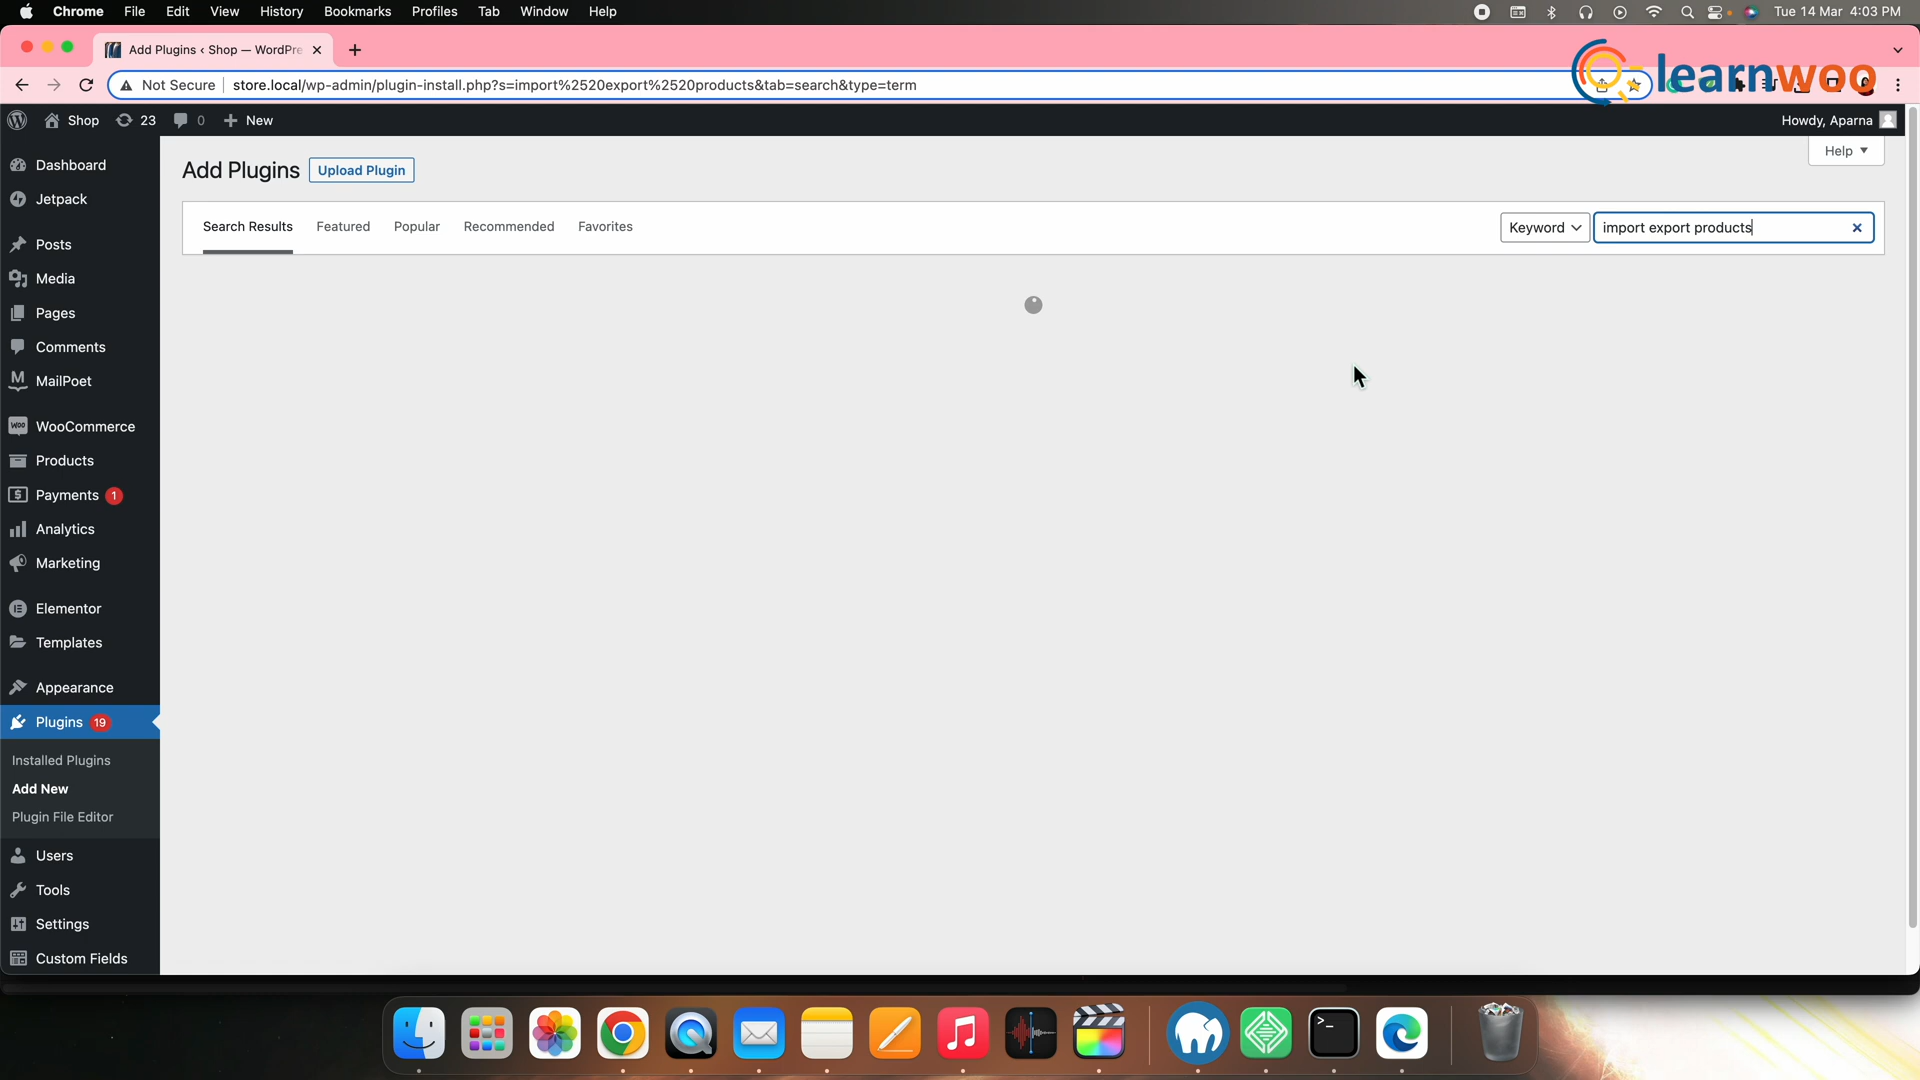 Chrome File Edit View History Bookmarks Profiles Tab Window Help Tue 14 Mar 4:03 PM
Add Plugins ‹ Shop — WordPre
Not Secure store.local/wp-admin/plugin-install.php?s=import%2520export%2520products&tab=search&type=term
learnwoo
Shop 23 0 New Howdy, Aparna
Help
Add Plugins Upload Plugin
Search Results Featured Popular Recommended Favorites Keyword import export products
Dashboard
Jetpack
Posts
Media
Pages
Comments
MailPoet
WooCommerce
Products
Payments 1
Analytics
Marketing
Elementor
Templates
Appearance
Plugins 19
Installed Plugins
Add New
Plugin File Editor
Users
Tools
Settings
Custom Fields